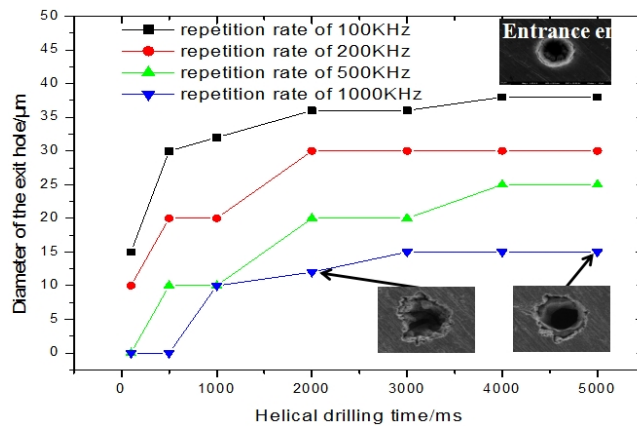 50
45
40
35
30
25
20
15
10
5
0
Diameter of the exit hole/μm
repetition rate of 100KHz
repetition rate of 200KHz
repetition rate of 500KHz
repetition rate of 1000KHz
Entrance
0 1000 2000 3000 4000 5000
Helical drilling time/ms